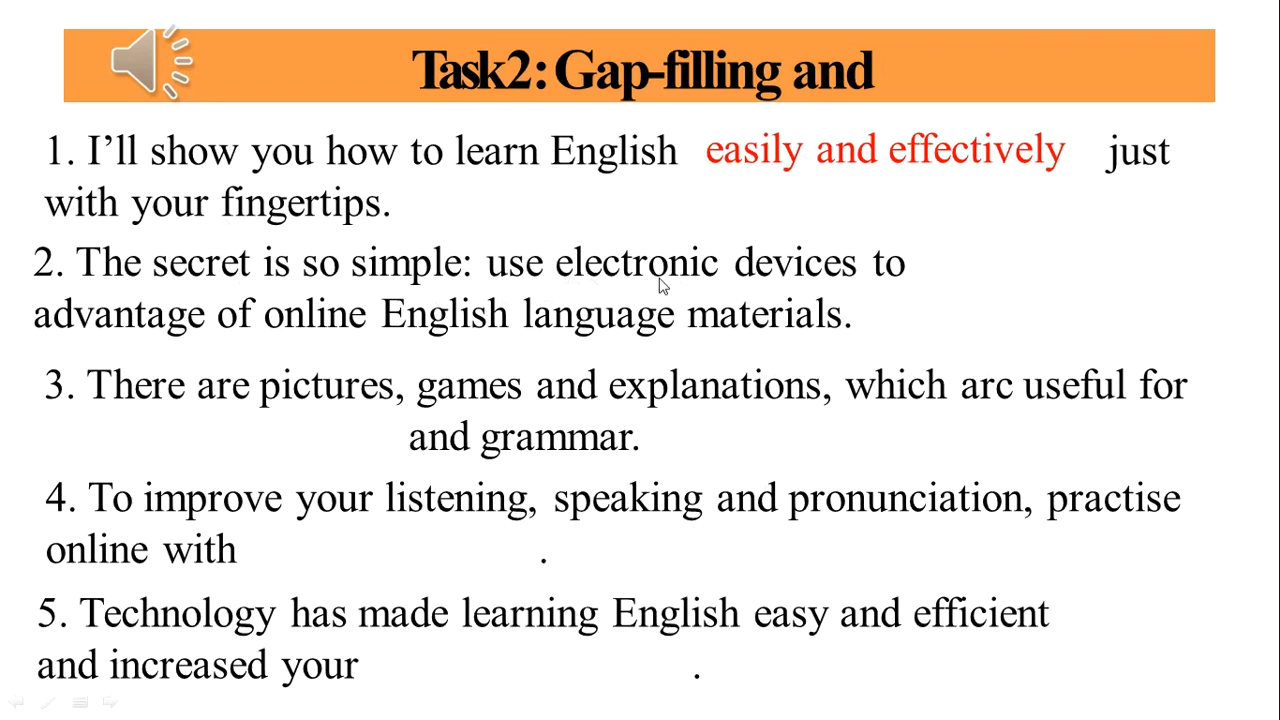 Task2: Gap-filling and
1. I’ll show you how to learn English easily and effectively just
with your fingertips.
2. The secret is so simple: use electronic devices to
advantage of online English language materials.
3. There are pictures, games and explanations, which arc useful for
and grammar.
4. To improve your listening, speaking and pronunciation, practise
online with .
5. Technology has made learning English easy and efficient
and increased your .